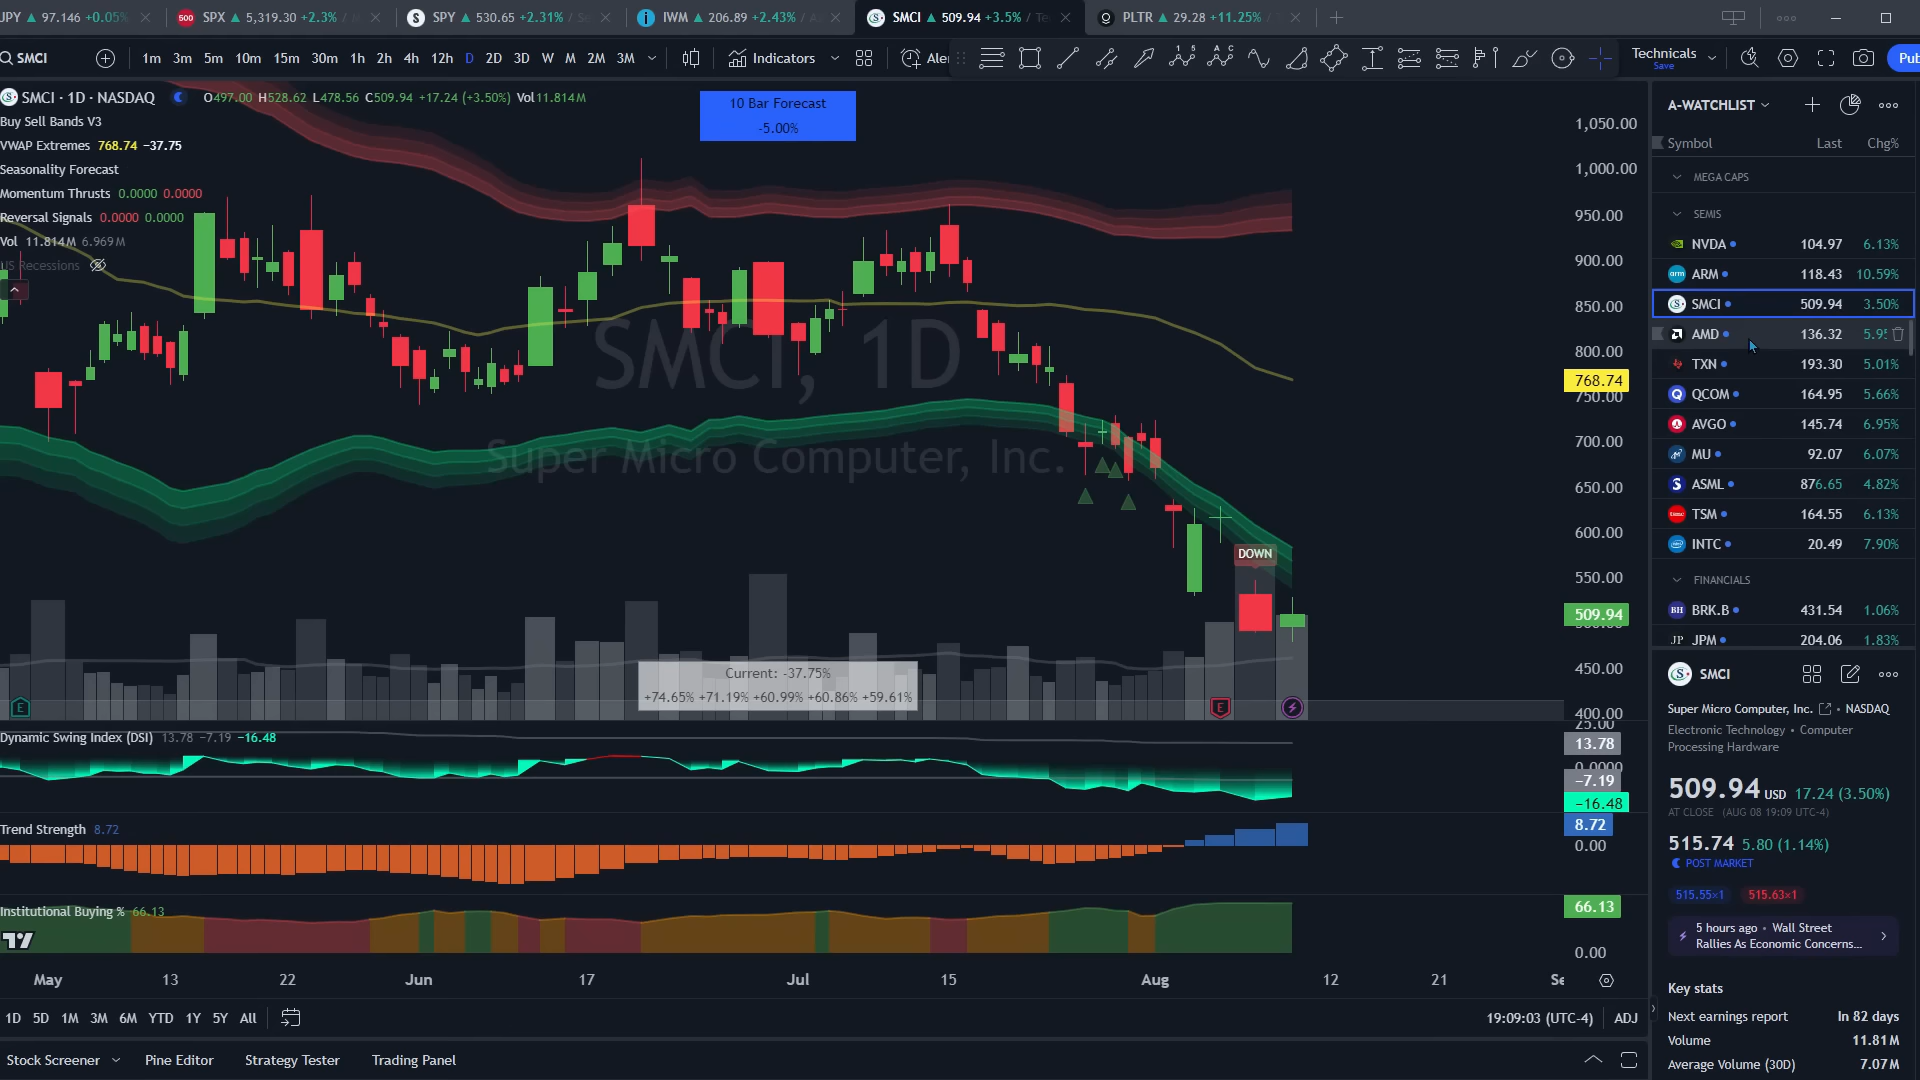 JPY 97.146 +0.05%
500 SPX 5,319.30 +2.3% /
S SPY 530.65 +2.31% / S
i IWM 206.89 +2.43% /
S SMCI 509.94 +3.5% / Te
PLTR 29.28 +11.25% /
SMCI
1m 3m 5m 10m 15m 30m 1h 2h 4h 12h D 2D 3D W M 2M 3M
Indicators
Ale
Technicals
Save
Pub
SMCI · 1D · NASDAQ O497.00 H528.62 L478.56 C509.94 +17.24 (+3.50%) Vol11.814M
Buy Sell Bands V3
VWAP Extremes 768.74 −37.75
Seasonality Forecast
Momentum Thrusts 0.0000 0.0000
Reversal Signals 0.0000 0.0000
Vol 11.814M 6.969M
US Recessions
10 Bar Forecast
-5.00%
SMCI, 1D
Super Micro Computer, Inc.
DOWN
Current: -37.75%
+74.65% +71.19% +60.99% +60.86% +59.61%
E
E
1,050.00
1,000.00
950.00
900.00
850.00
800.00
768.74
750.00
700.00
650.00
600.00
550.00
509.94
450.00
400.00
Dynamic Swing Index (DSI) 13.78 −7.19 −16.48
25.00
13.78
0.0000
−7.19
−16.48
Trend Strength 8.72
8.72
0.00
Institutional Buying % 66.13
66.13
0.00
May 13 22 Jun 17 Jul 15 Aug 12 21 Se
1D 5D 1M 3M 6M YTD 1Y 5Y All
19:09:03 (UTC-4) ADJ
Stock Screener Pine Editor Strategy Tester Trading Panel
A-WATCHLIST
Symbol Last Chg%
MEGA CAPS
SEMIS
NVDA 104.97 6.13%
arm ARM 118.43 10.59%
S SMCI 509.94 3.50%
AMD 136.32 5.95
TXN 193.30 5.01%
QCOM 164.95 5.66%
AVGO 145.74 6.95%
MU 92.07 6.07%
ASML 876.65 4.82%
TSM 164.55 6.13%
INTC 20.49 7.90%
FINANCIALS
BH BRK.B 431.54 1.06%
JP JPM 204.06 1.83%
S SMCI
Super Micro Computer, Inc. • NASDAQ
Electronic Technology • Computer
Processing Hardware
509.94 USD 17.24 (3.50%)
AT CLOSE (AUG 08 19:09 UTC-4)
515.74 5.80 (1.14%)
POST MARKET
515.55×1 515.63×1
5 hours ago • Wall Street
Rallies As Economic Concerns...
Key stats
Next earnings report In 82 days
Volume 11.81M
Average Volume (30D) 7.07M